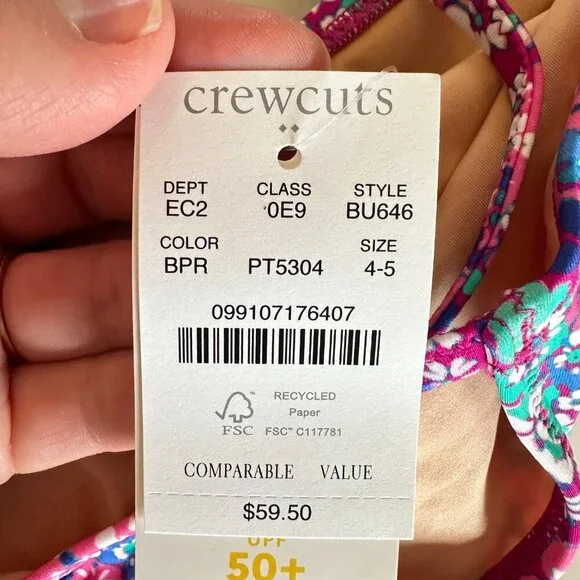 crewcuts
DEPT CLASS STYLE
EC2 0E9 BU646
COLOR SIZE
BPR PT5304 4-5
099107176407
RECYCLED
Paper
FSC FSC™ C117781
COMPARABLE VALUE
$59.50
UPF
50+